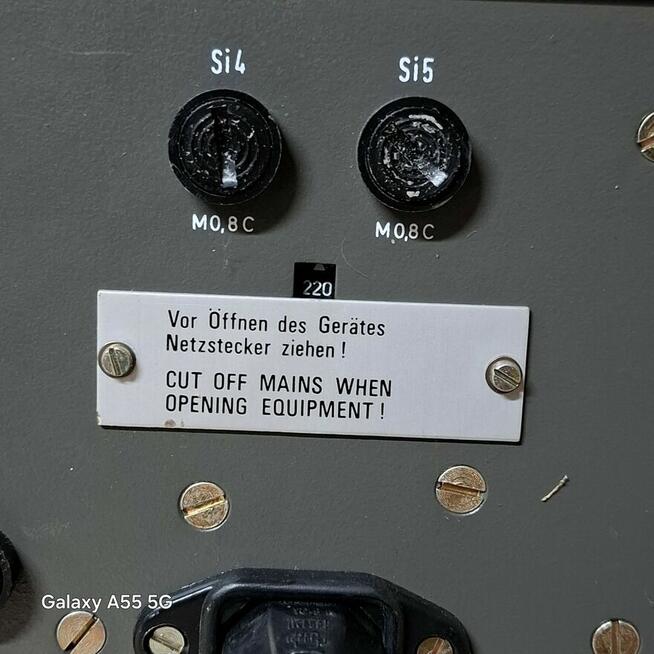 Si4
Si5
M0,8C
M0,8C
220
Vor Öffnen des Gerätes
Netzstecker ziehen!
CUT OFF MAINS WHEN
OPENING EQUIPMENT!
Galaxy A55 5G